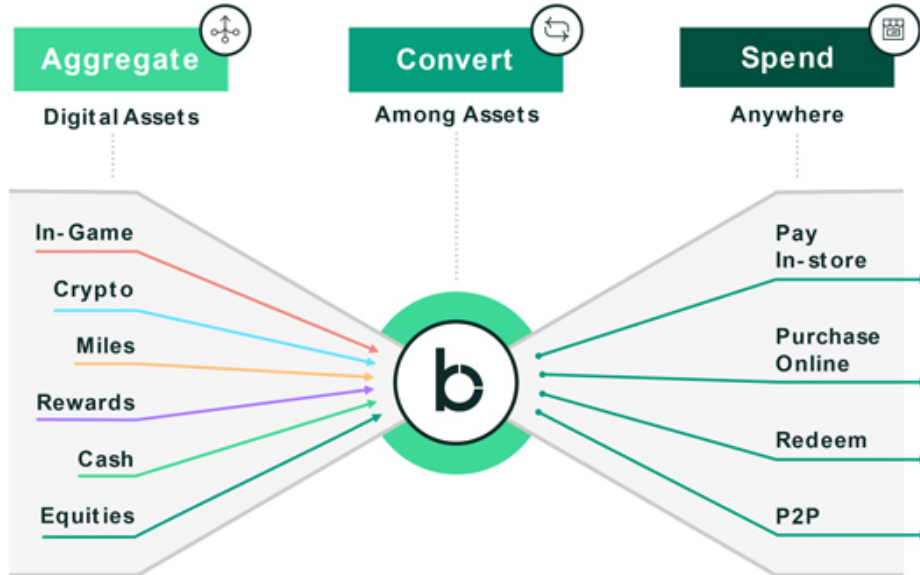 Aggregate
Convert
Spend
Digital Assets
Among Assets
Anywhere
In-Game
Crypto
Miles
Rewards
Cash
Equities
b
Pay
In-store
Purchase
Online
Redeem
P2P